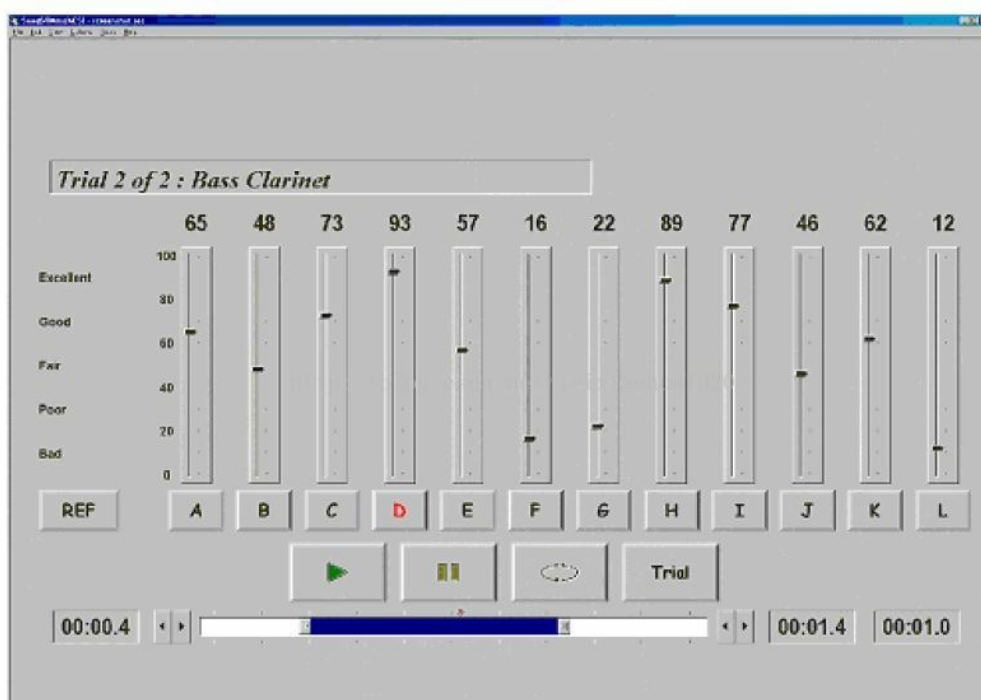 Trial 2 of 2 : Bass Clarinet
65 48 73 93 57 16 22 89 77 46 62 12
100
Excellent
80
Good
60
Fair
40
Poor
20
Bad
0
REF A B C D E F G H I J K L
Trial
00:00.4 00:01.4 00:01.0